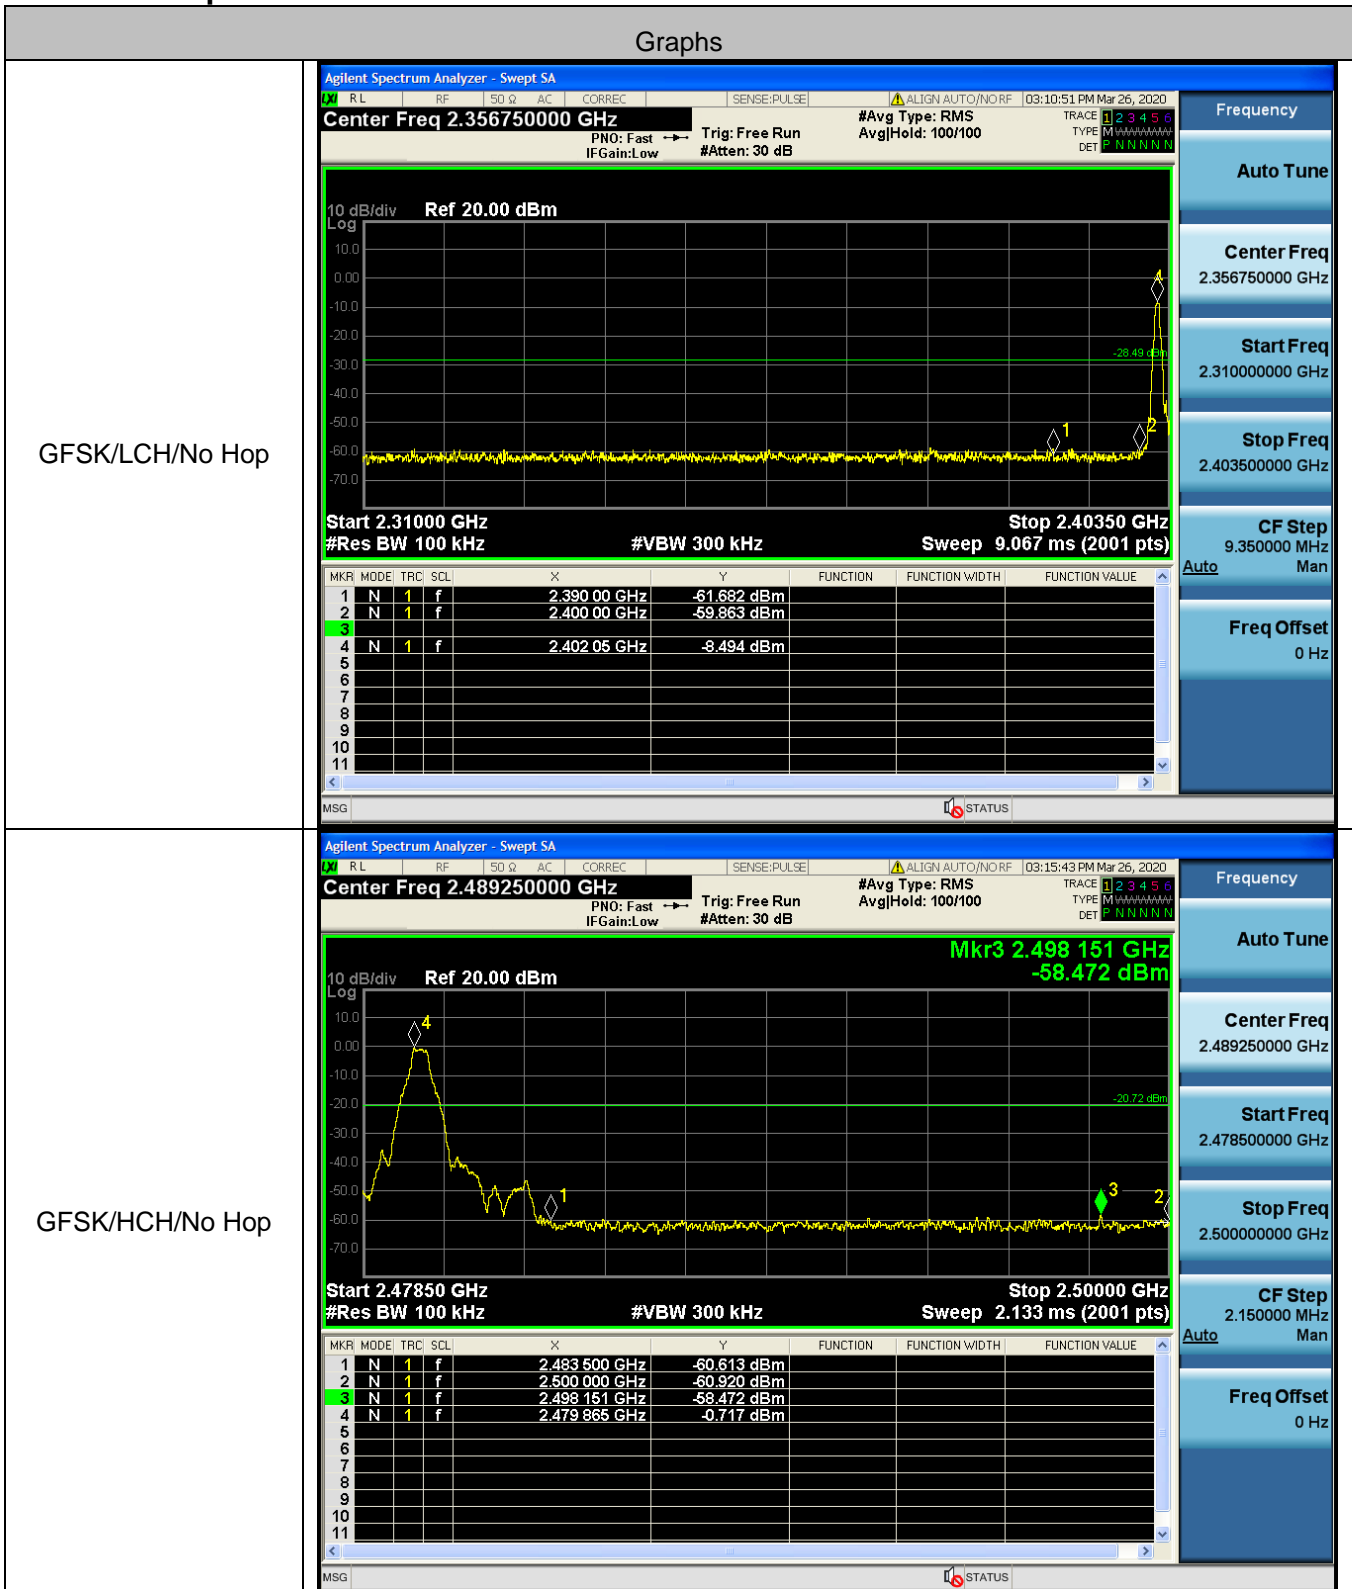 Graphs
GFSK/LCH/No Hop
Agilent Spectrum Analyzer - Swept SA
LXI RL RF 50 Ω AC CORREC SENSE:PULSE ALIGN AUTO/NO RF 03:10:51 PM Mar 26, 2020
Center Freq 2.356750000 GHz
PNO: Fast
IFGain:Low
Trig: Free Run
#Atten: 30 dB
#Avg Type: RMS
Avg|Hold: 100/100
TRACE 1 2 3 4 5 6
TYPE M
DET P N N N N N
10 dB/div Ref 20.00 dBm
Log
10.0
0.00
-10.0
-20.0
-28.49 dBm
-30.0
-40.0
-50.0
-60.0
-70.0
4
1
2
Start 2.31000 GHz Stop 2.40350 GHz
#Res BW 100 kHz #VBW 300 kHz Sweep 9.067 ms (2001 pts)
MKR MODE TRC SCL X Y FUNCTION FUNCTION WIDTH FUNCTION VALUE
1 N 1 f 2.390 00 GHz -61.682 dBm
2 N 1 f 2.400 00 GHz -59.863 dBm
3
4 N 1 f 2.402 05 GHz -8.494 dBm
5
6
7
8
9
10
11
MSG STATUS
Frequency
Auto Tune
Center Freq
2.356750000 GHz
Start Freq
2.310000000 GHz
Stop Freq
2.403500000 GHz
CF Step
9.350000 MHz
Auto Man
Freq Offset
0 Hz
GFSK/HCH/No Hop
Agilent Spectrum Analyzer - Swept SA
LXI RL RF 50 Ω AC CORREC SENSE:PULSE ALIGN AUTO/NO RF 03:15:43 PM Mar 26, 2020
Center Freq 2.489250000 GHz
PNO: Fast
IFGain:Low
Trig: Free Run
#Atten: 30 dB
#Avg Type: RMS
Avg|Hold: 100/100
TRACE 1 2 3 4 5 6
TYPE M
DET P N N N N N
Mkr3 2.498 151 GHz
-58.472 dBm
10 dB/div Ref 20.00 dBm
Log
10.0
0.00
-10.0
-20.0
-20.72 dBm
-30.0
-40.0
-50.0
-60.0
-70.0
4
1
3
2
Start 2.47850 GHz Stop 2.50000 GHz
#Res BW 100 kHz #VBW 300 kHz Sweep 2.133 ms (2001 pts)
MKR MODE TRC SCL X Y FUNCTION FUNCTION WIDTH FUNCTION VALUE
1 N 1 f 2.483 500 GHz -60.613 dBm
2 N 1 f 2.500 000 GHz -60.920 dBm
3 N 1 f 2.498 151 GHz -58.472 dBm
4 N 1 f 2.479 865 GHz -0.717 dBm
5
6
7
8
9
10
11
MSG STATUS
Frequency
Auto Tune
Center Freq
2.489250000 GHz
Start Freq
2.478500000 GHz
Stop Freq
2.500000000 GHz
CF Step
2.150000 MHz
Auto Man
Freq Offset
0 Hz